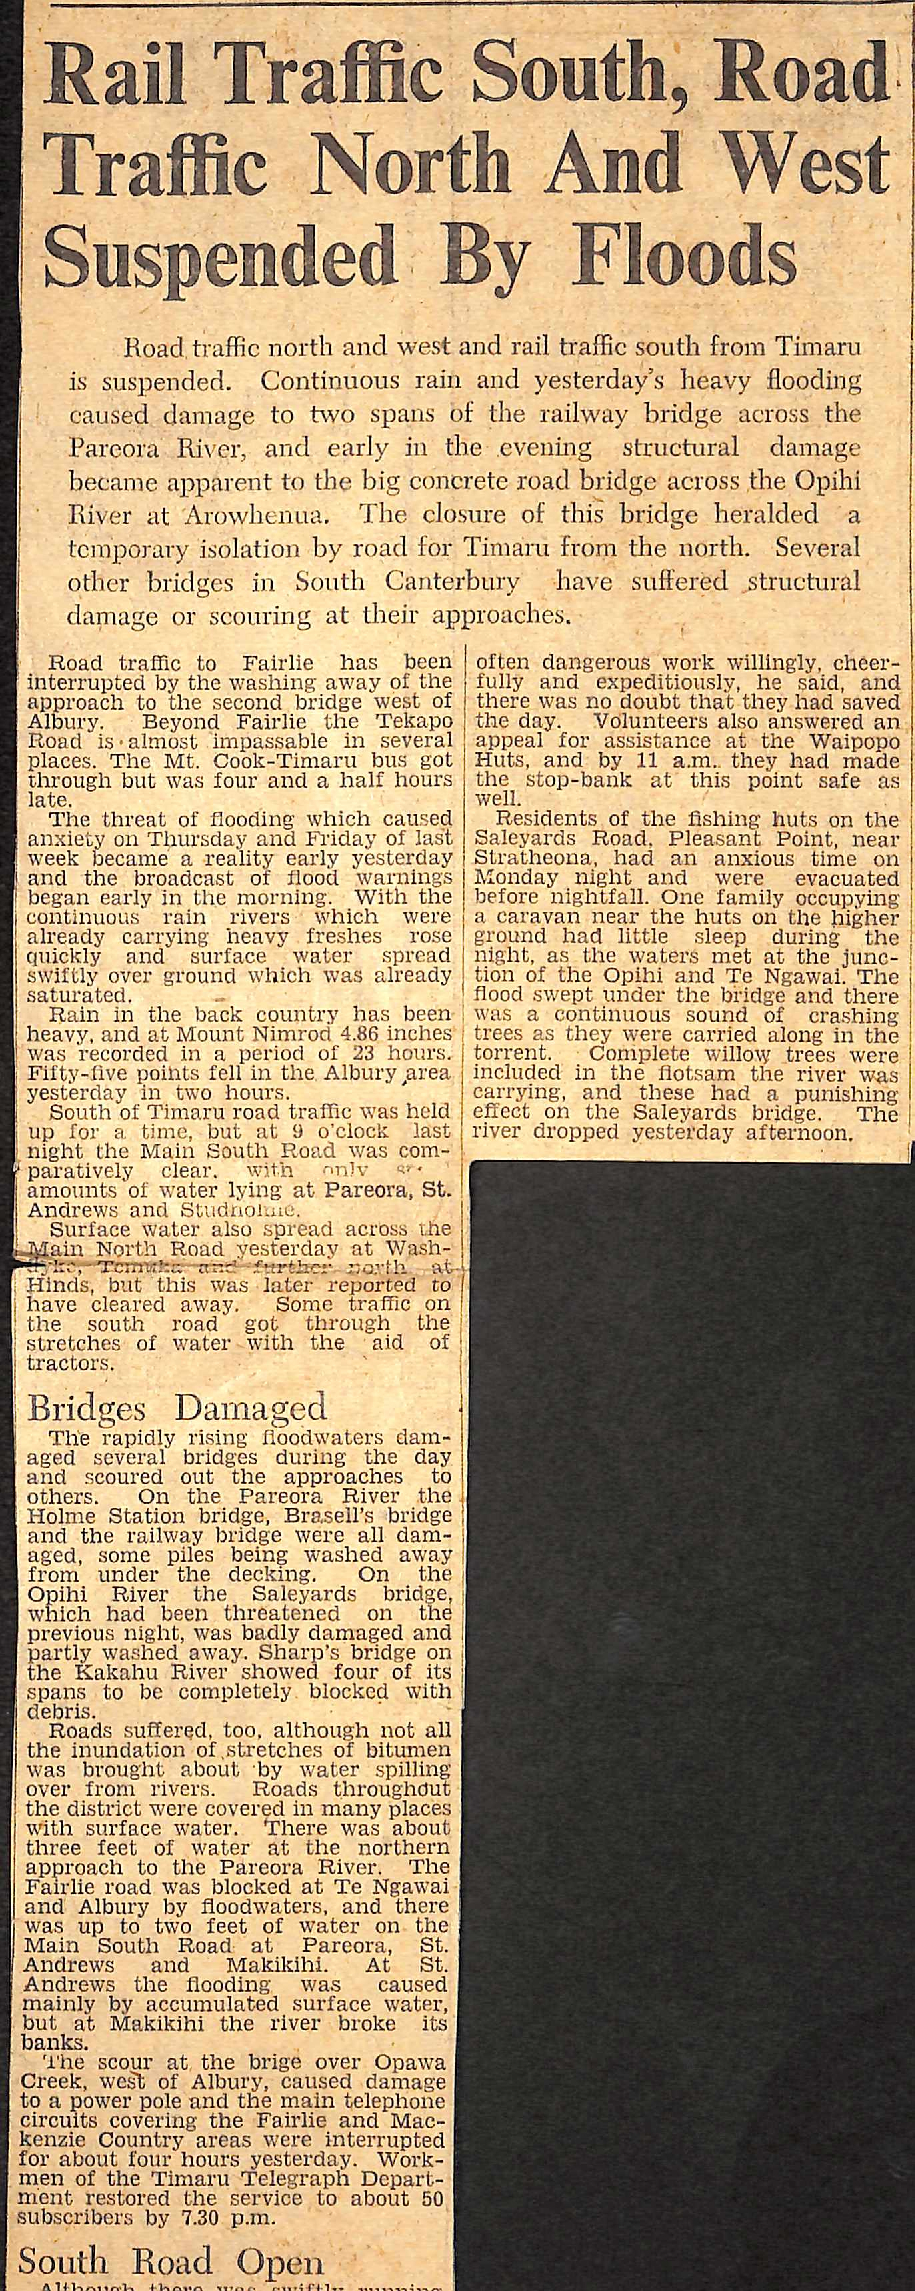 Rail Traffic South, Road
Traffic North And West
Suspended By Floods
Road traffic north and west and rail traffic south from Timaru
is suspended. Continuous rain and yesterday's heavy flooding
caused damage to two spans of the railway bridge across the
Pareora River, and early in the evening structural damage
became apparent to the big concrete road bridge across the Opihi
River at Arowhenua. The closure of this bridge heralded a
temporary isolation by road for Timaru from the north. Several
other bridges in South Canterbury have suffered structural
damage or scouring at their approaches.
Road traffic to Fairlie has been
interrupted by the washing away of the
approach to the second bridge west of
Albury. Beyond Fairlie the Tekapo
Road is almost impassable in several
places. The Mt. Cook-Timaru bus got
through but was four and a half hours
late.
The threat of flooding which caused
anxiety on Thursday and Friday of last
week became a reality early yesterday
and the broadcast of flood warnings
began early in the morning. With the
continuous rain rivers which were
already carrying heavy freshes rose
quickly and surface water spread
swiftly over ground which was already
saturated.
Rain in the back country has been
heavy, and at Mount Nimrod 4.86 inches
was recorded in a period of 23 hours.
Fifty-five points fell in the Albury area
yesterday in two hours.
South of Timaru road traffic was held
up for a time, but at 9 o'clock last
night the Main South Road was com-
paratively clear, with only
amounts of water lying at Pareora, St.
Andrews and Studholme.
Surface water also spread across the
Main North Road yesterday at Wash-
dyke, Temuka and further north at
Hinds, but this was later reported to
have cleared away. Some traffic on
the south road got through the
stretches of water with the aid of
tractors.
Bridges Damaged
The rapidly rising floodwaters dam-
aged several bridges during the day
and scoured out the approaches to
others. On the Pareora River the
Holme Station bridge, Brasell's bridge
and the railway bridge were all dam-
aged, some piles being washed away
from under the decking. On the
Opihi River the Saleyards bridge,
which had been threatened on the
previous night, was badly damaged and
partly washed away. Sharp's bridge on
the Kakahu River showed four of its
spans to be completely blocked with
debris.
Roads suffered, too, although not all
the inundation of stretches of bitumen
was brought about by water spilling
over from rivers. Roads throughout
the district were covered in many places
with surface water. There was about
three feet of water at the northern
approach to the Pareora River. The
Fairlie road was blocked at Te Ngawai
and Albury by floodwaters, and there
was up to two feet of water on the
Main South Road at Pareora, St.
Andrews and Makikihi. At St.
Andrews the flooding was caused
mainly by accumulated surface water,
but at Makikihi the river broke its
banks.
The scour at the brige over Opawa
Creek, west of Albury, caused damage
to a power pole and the main telephone
circuits covering the Fairlie and Mac-
kenzie Country areas were interrupted
for about four hours yesterday. Work-
men of the Timaru Telegraph Depart-
ment restored the service to about 50
subscribers by 7.30 p.m.
South Road Open
Although there was swiftly running
often dangerous work willingly, cheer-
fully and expeditiously, he said, and
there was no doubt that they had saved
the day. Volunteers also answered an
appeal for assistance at the Waipopo
Huts, and by 11 a.m. they had made
the stop-bank at this point safe as
well.
Residents of the fishing huts on the
Saleyards Road, Pleasant Point, near
Stratheona, had an anxious time on
Monday night and were evacuated
before nightfall. One family occupying
a caravan near the huts on the higher
ground had little sleep during the
night, as the waters met at the junc-
tion of the Opihi and Te Ngawai. The
flood swept under the bridge and there
was a continuous sound of crashing
trees as they were carried along in the
torrent. Complete willow trees were
included in the flotsam the river was
carrying, and these had a punishing
effect on the Saleyards bridge. The
river dropped yesterday afternoon.